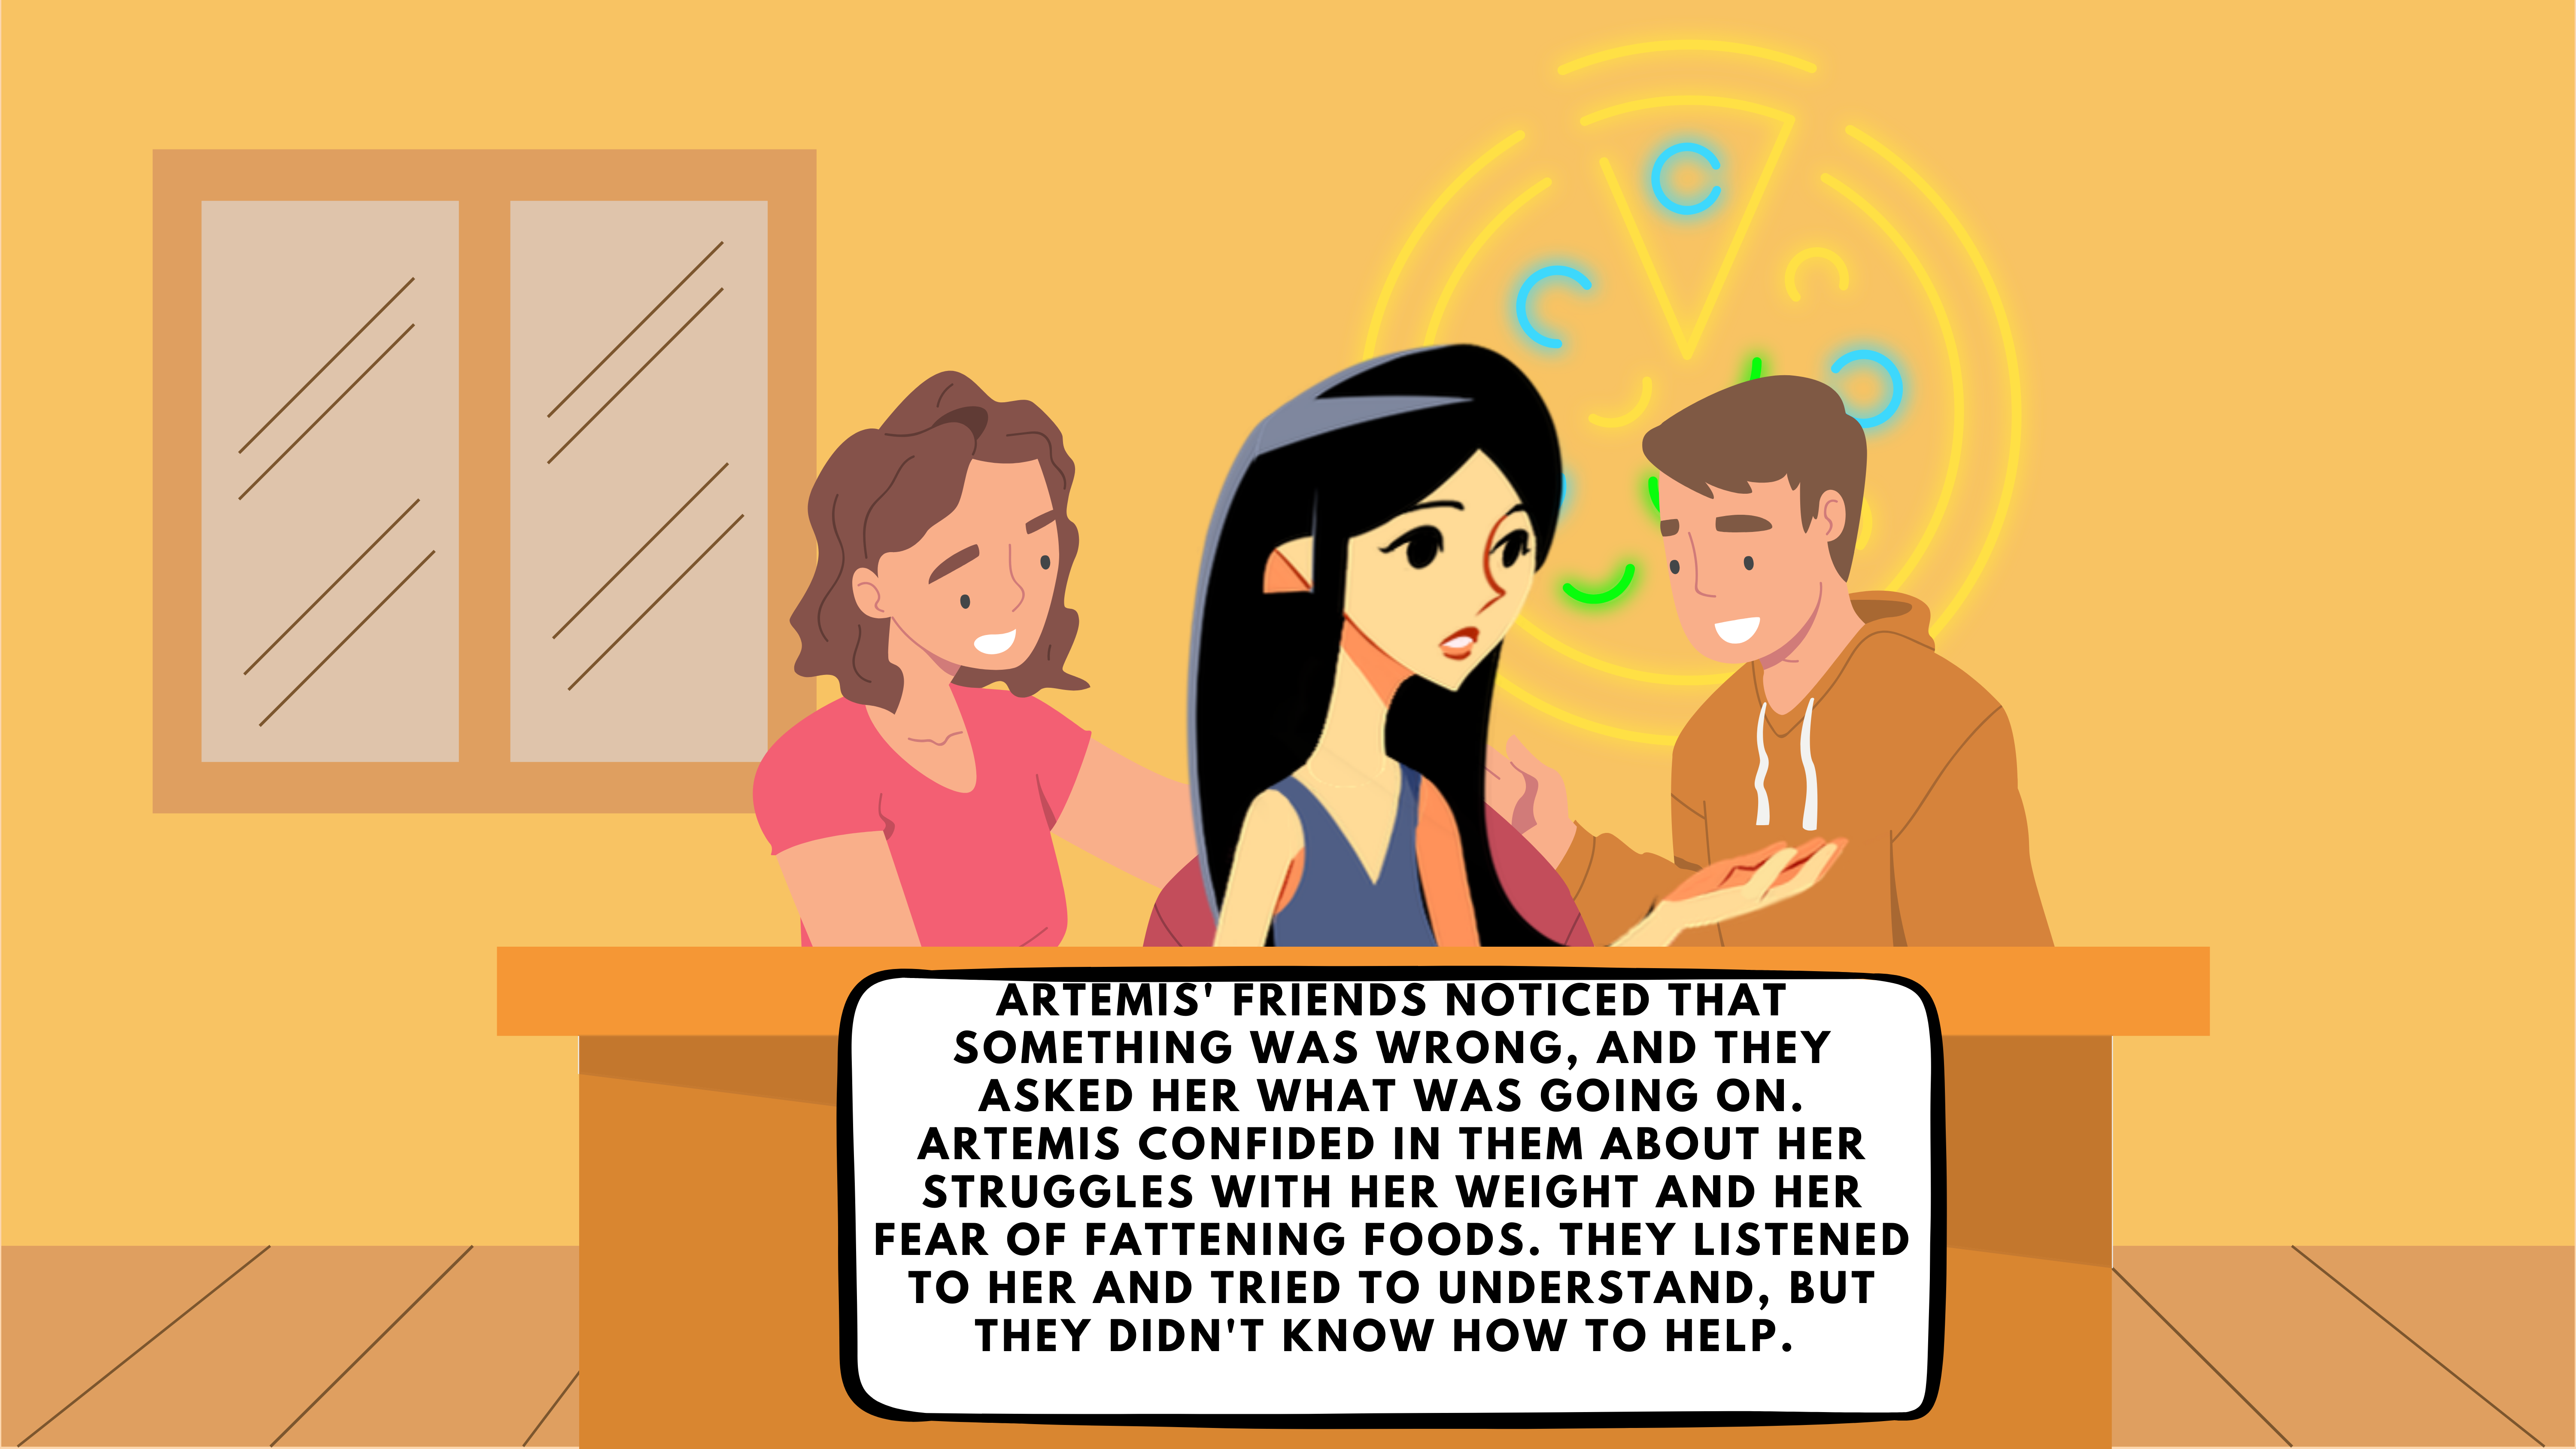 ARTEMIS' FRIENDS NOTICED THAT
SOMETHING WAS WRONG, AND THEY
ASKED HER WHAT WAS GOING ON.
ARTEMIS CONFIDED IN THEM ABOUT HER
STRUGGLES WITH HER WEIGHT AND HER
FEAR OF FATTENING FOODS. THEY LISTENED
TO HER AND TRIED TO UNDERSTAND, BUT
THEY DIDN'T KNOW HOW TO HELP.